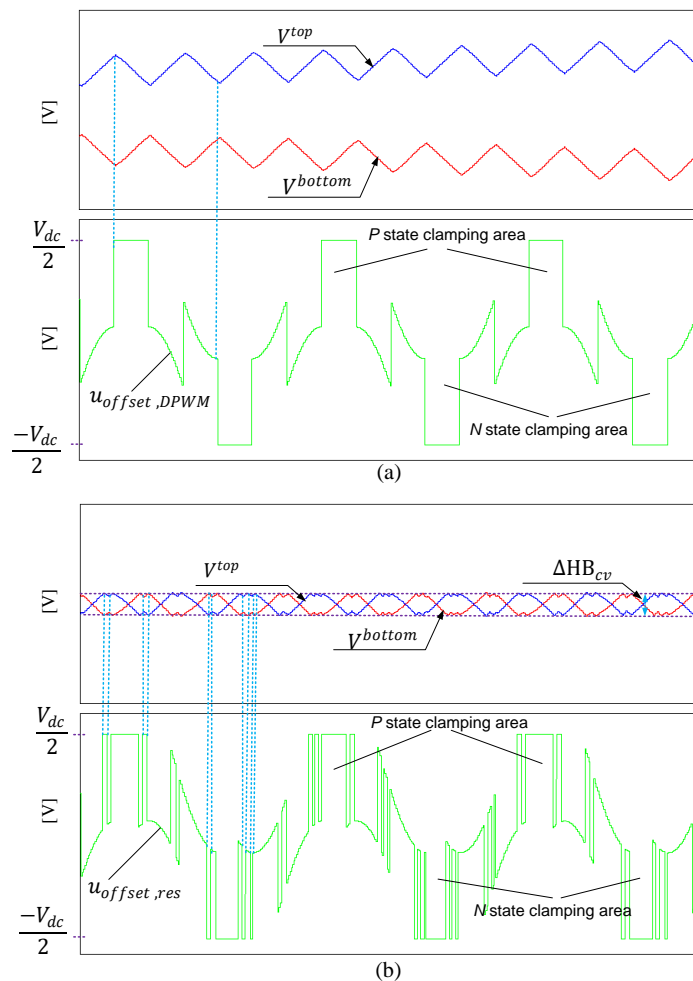 V^top
[V]
V^bottom
V_dc
2
P state clamping area
[V]
u_offset ,DPWM
N state clamping area
−V_dc
2
(a)
V^top
ΔHB_cv
[V]
V^bottom
V_dc
2
P state clamping area
[V]
u_offset ,res
N state clamping area
−V_dc
2
(b)